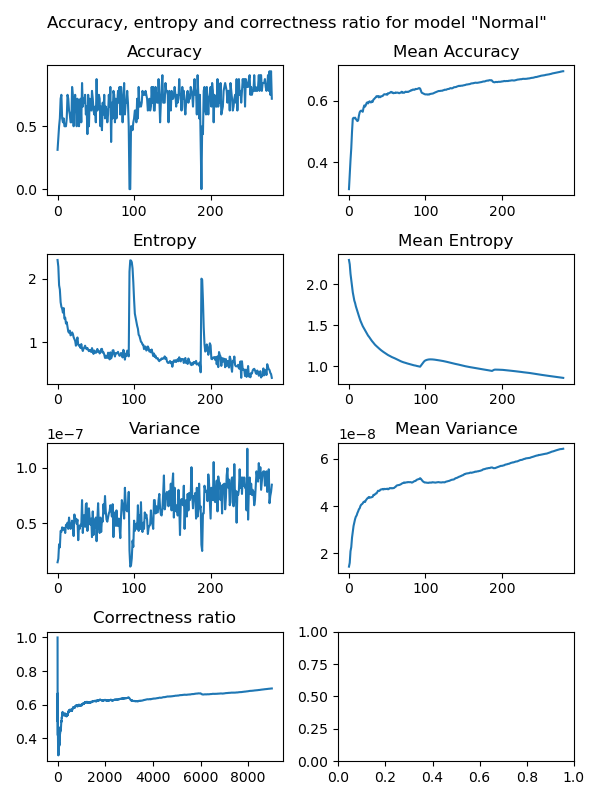 Accuracy, entropy and correctness ratio for model "Normal"
Accuracy
0.5
0.0
0 100 200
Mean Accuracy
0.6
0.4
0 100 200
Entropy
2
1
0 100 200
Mean Entropy
2.0
1.5
1.0
0 100 200
Variance
1e−7
1.0
0.5
0 100 200
Mean Variance
1e−8
6
4
2
0 100 200
Correctness ratio
1.0
0.8
0.6
0.4
0 2000 4000 6000 8000
1.00
0.75
0.50
0.25
0.00
0.0 0.2 0.4 0.6 0.8 1.0